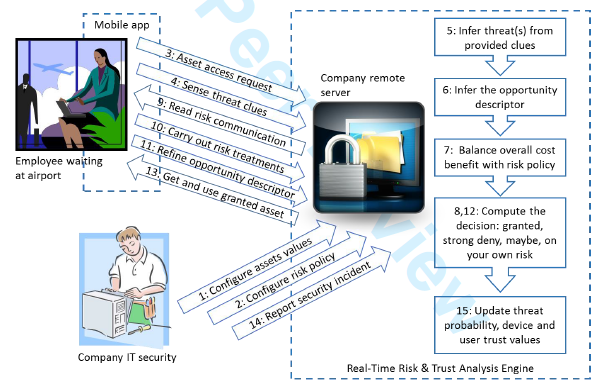 Mobile app
3: Asset access request
4: Sense threat clues
9: Read risk communication
10: Carry out risk treatments
11: Refine opportunity descriptor
13: Get and use granted asset
Employee waiting
at airport
Company remote
server
1: Configure assets values
2: Configure risk policy
14: Report security incident
Company IT security
5: Infer threat(s) from
provided clues
6: Infer the opportunity
descriptor
7: Balance overall cost
benefit with risk policy
8,12: Compute the
decision: granted,
strong deny, maybe, on
your own risk
15: Update threat
probability, device and
user trust values
Real-Time Risk & Trust Analysis Engine
Peer Review